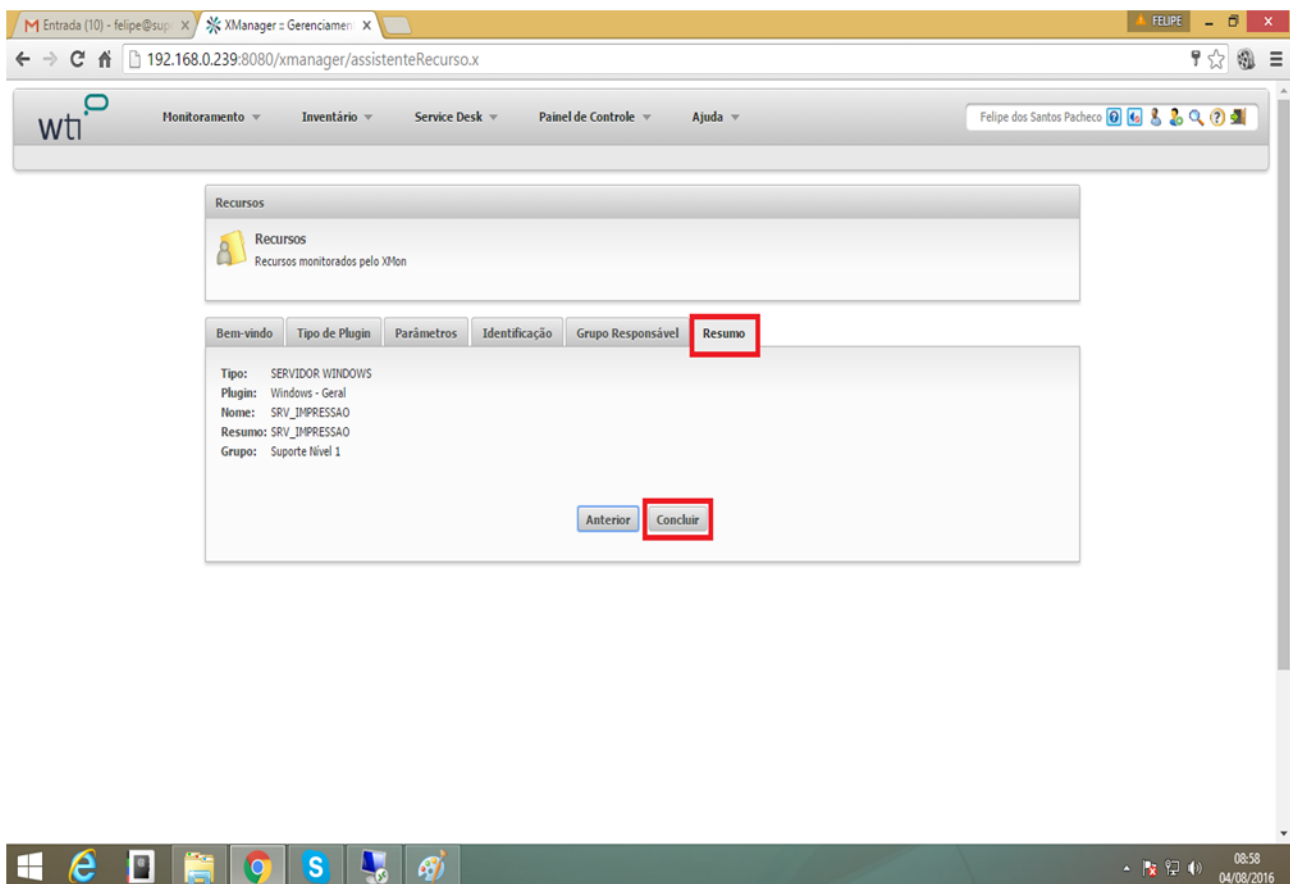 Entrada (10) - felipe@sup
XManager :: Gerenciamen
FELIPE
192.168.0.239:8080/xmanager/assistenteRecurso.x
wti
Monitoramento Inventário Service Desk Painel de Controle Ajuda
Felipe dos Santos Pacheco
Recursos
Recursos
Recursos monitorados pelo XMon
Bem-vindo Tipo de Plugin Parâmetros Identificação Grupo Responsável Resumo
Tipo: SERVIDOR WINDOWS
Plugin: Windows - Geral
Nome: SRV_IMPRESSAO
Resumo: SRV_IMPRESSAO
Grupo: Suporte Nível 1
Anterior Concluir
08:58
04/08/2016